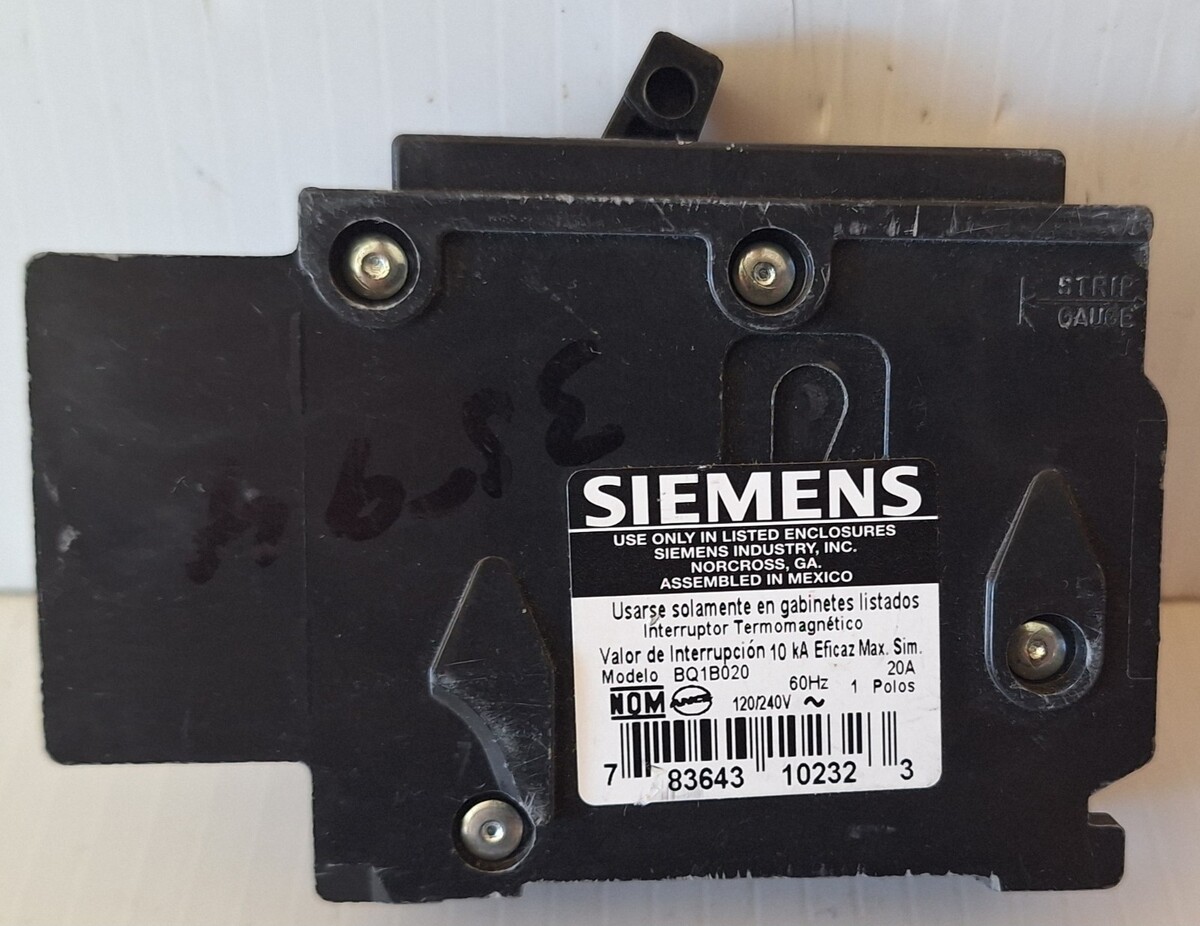 STRIP
GAUGE
SIEMENS
USE ONLY IN LISTED ENCLOSURES
SIEMENS INDUSTRY, INC.
NORCROSS, GA.
ASSEMBLED IN MEXICO
Usarse solamente en gabinetes listados
Interruptor Termomagnético
Valor de Interrupción 10 kA Eficaz Max. Sim.
Modelo BQ1B020 60Hz 20A
NOM ANCE 120/240V ~ 1 Polos
7 83643 10232 3